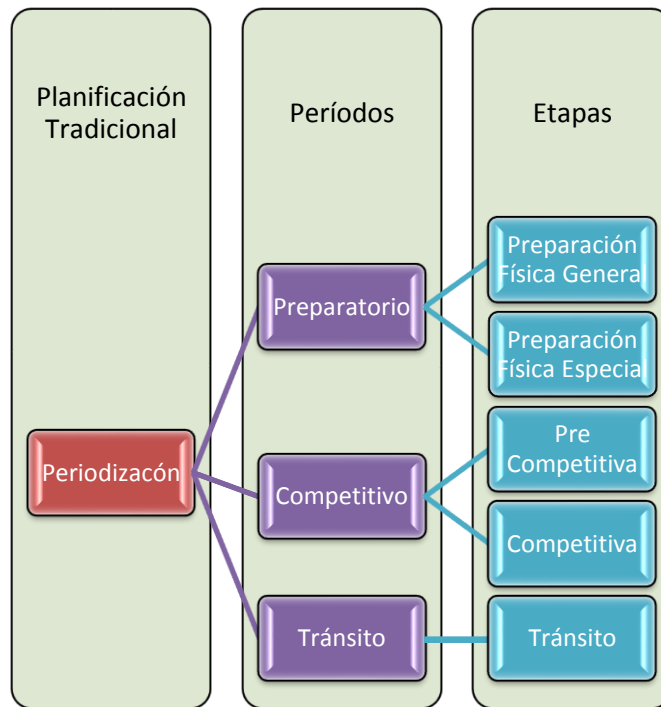 Planificación
Tradicional
Períodos
Etapas
Periodizacón
Preparatorio
Competitivo
Tránsito
Preparación
Física Genera
Preparación
Física Especia
Pre
Competitiva
Competitiva
Tránsito